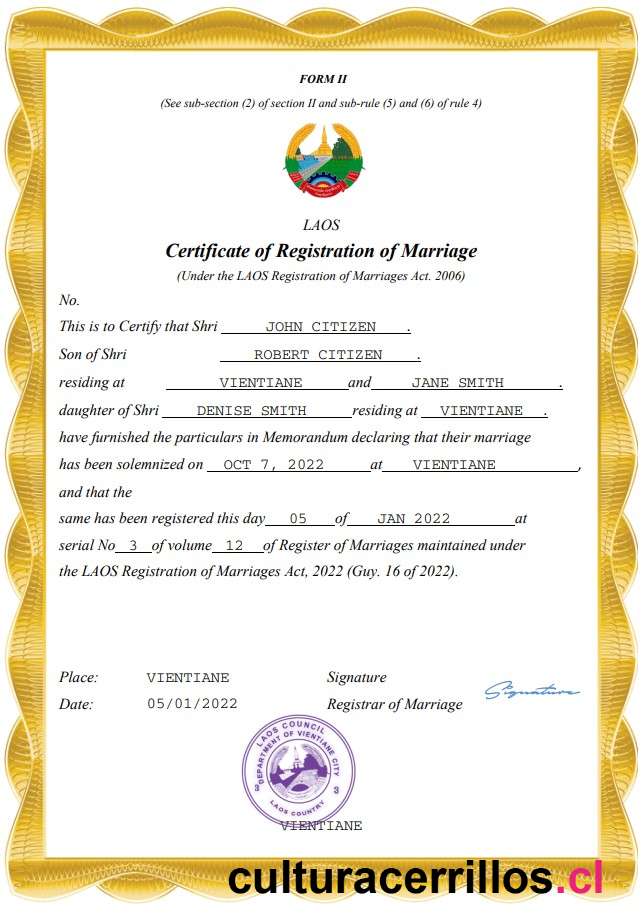 FORM II
(See sub-section (2) of section II and sub-rule (5) and (6) of rule 4)
LAOS
Certificate of Registration of Marriage
(Under the LAOS Registration of Marriages Act. 2006)
No.
This is to Certify that Shri JOHN CITIZEN .
Son of Shri ROBERT CITIZEN .
residing at VIENTIANE and JANE SMITH .
daughter of Shri DENISE SMITH residing at VIENTIANE .
have furnished the particulars in Memorandum declaring that their marriage
has been solemnized on OCT 7, 2022 at VIENTIANE ,
and that the
same has been registered this day 05 of JAN 2022 at
serial No 3 of volume 12 of Register of Marriages maintained under
the LAOS Registration of Marriages Act, 2022 (Guy. 16 of 2022).
Place: VIENTIANE Signature
Date: 05/01/2022 Registrar of Marriage Signature
LAOS COUNCIL
DEPARTMENT OF VIENTIANE CITY
LAOS COUNTRY
VIENTIANE
culturacerrillos.cl